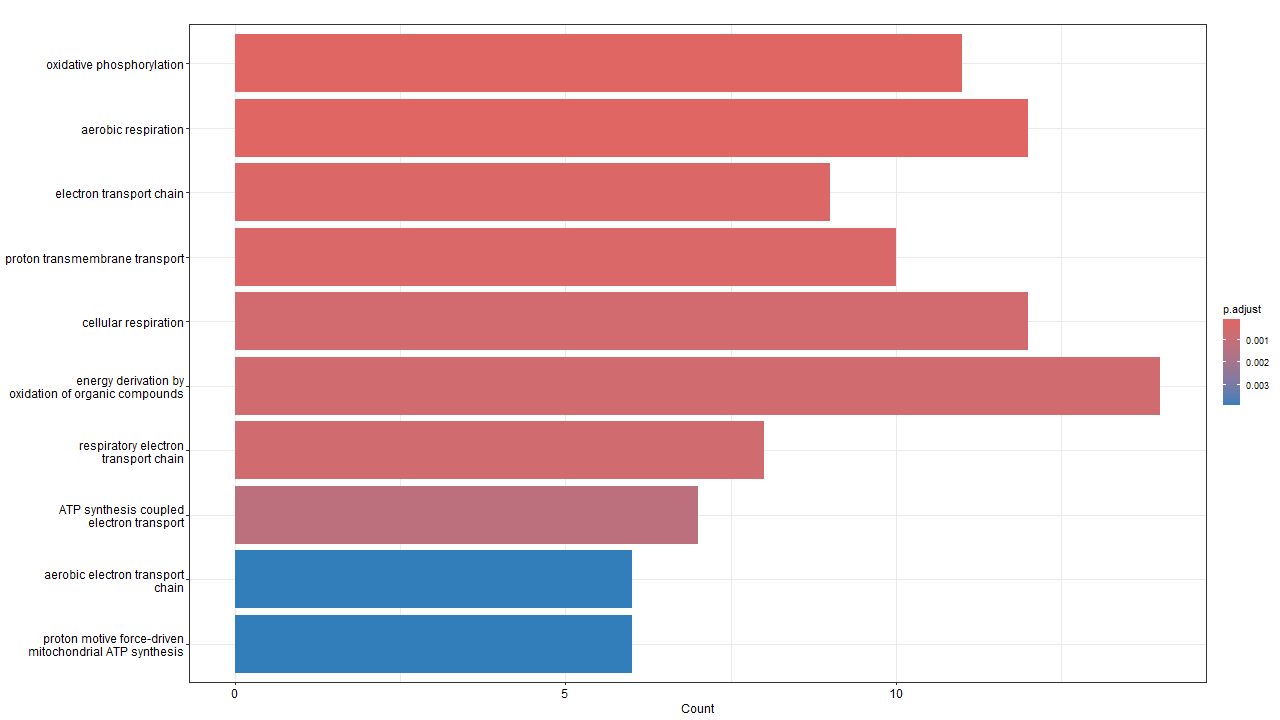 oxidative phosphorylation
aerobic respiration
electron transport chain
proton transmembrane transport
cellular respiration
energy derivation by
oxidation of organic compounds
respiratory electron
transport chain
ATP synthesis coupled
electron transport
aerobic electron transport
chain
proton motive force-driven
mitochondrial ATP synthesis
0
5
10
Count
p.adjust
0.001
0.002
0.003